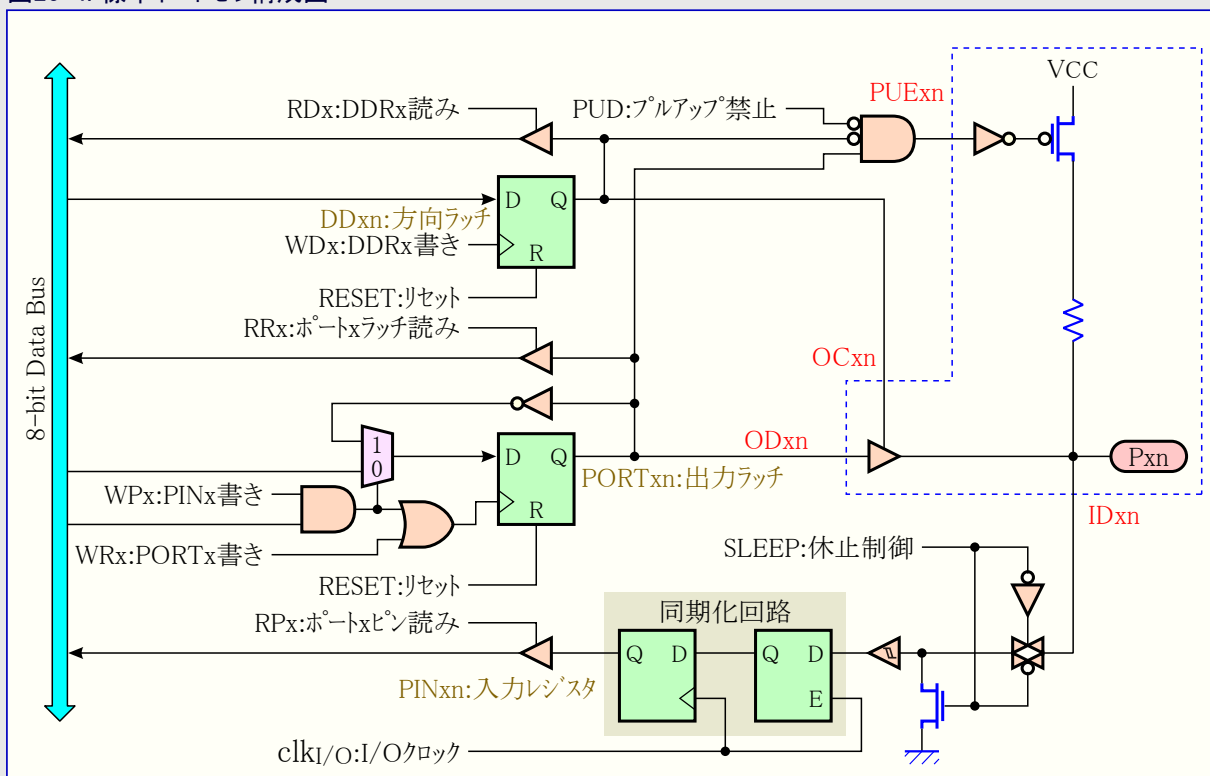 VCC
RDx:DDRx読み
PUD:プルアップ禁止
PUExn
D Q
DDxn:方向ラッチ
WDx:DDRx書き
R
RESET:リセット
RRx:ポートxラッチ読み
OCxn
8-bit Data Bus
1
0
D Q
ODxn
PORTxn:出力ラッチ
Pxn
WPx:PINx書き
R
IDxn
WRx:PORTx書き
SLEEP:休止制御
RESET:リセット
同期化回路
RPx:ポートxピン読み
Q D
Q D
PINxn:入力レジスタ
E
clkI/O:I/Oクロック